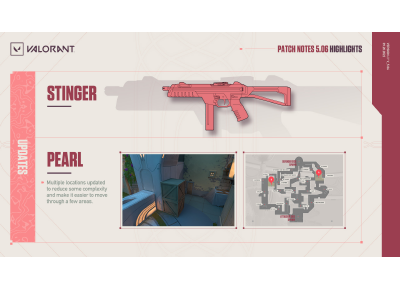 VALORANT
PATCH NOTES 5.06 HIGHLIGHTS
UPDATES
STINGER
PEARL
Multiple locations updated
to reduce some complexity
and make it easier to move
through a few areas.